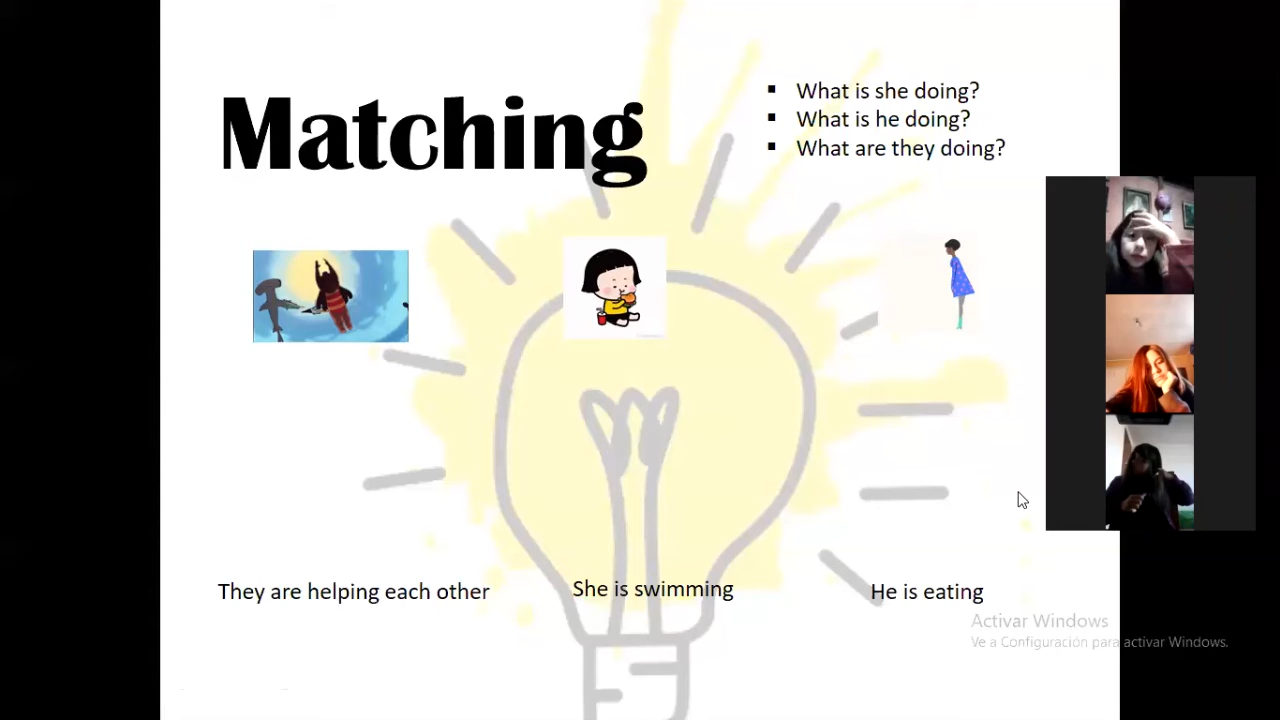 Matching
▪ What is she doing?
▪ What is he doing?
▪ What are they doing?
They are helping each other
She is swimming
He is eating
Activar Windows
Ve a Configuración para activar Windows.